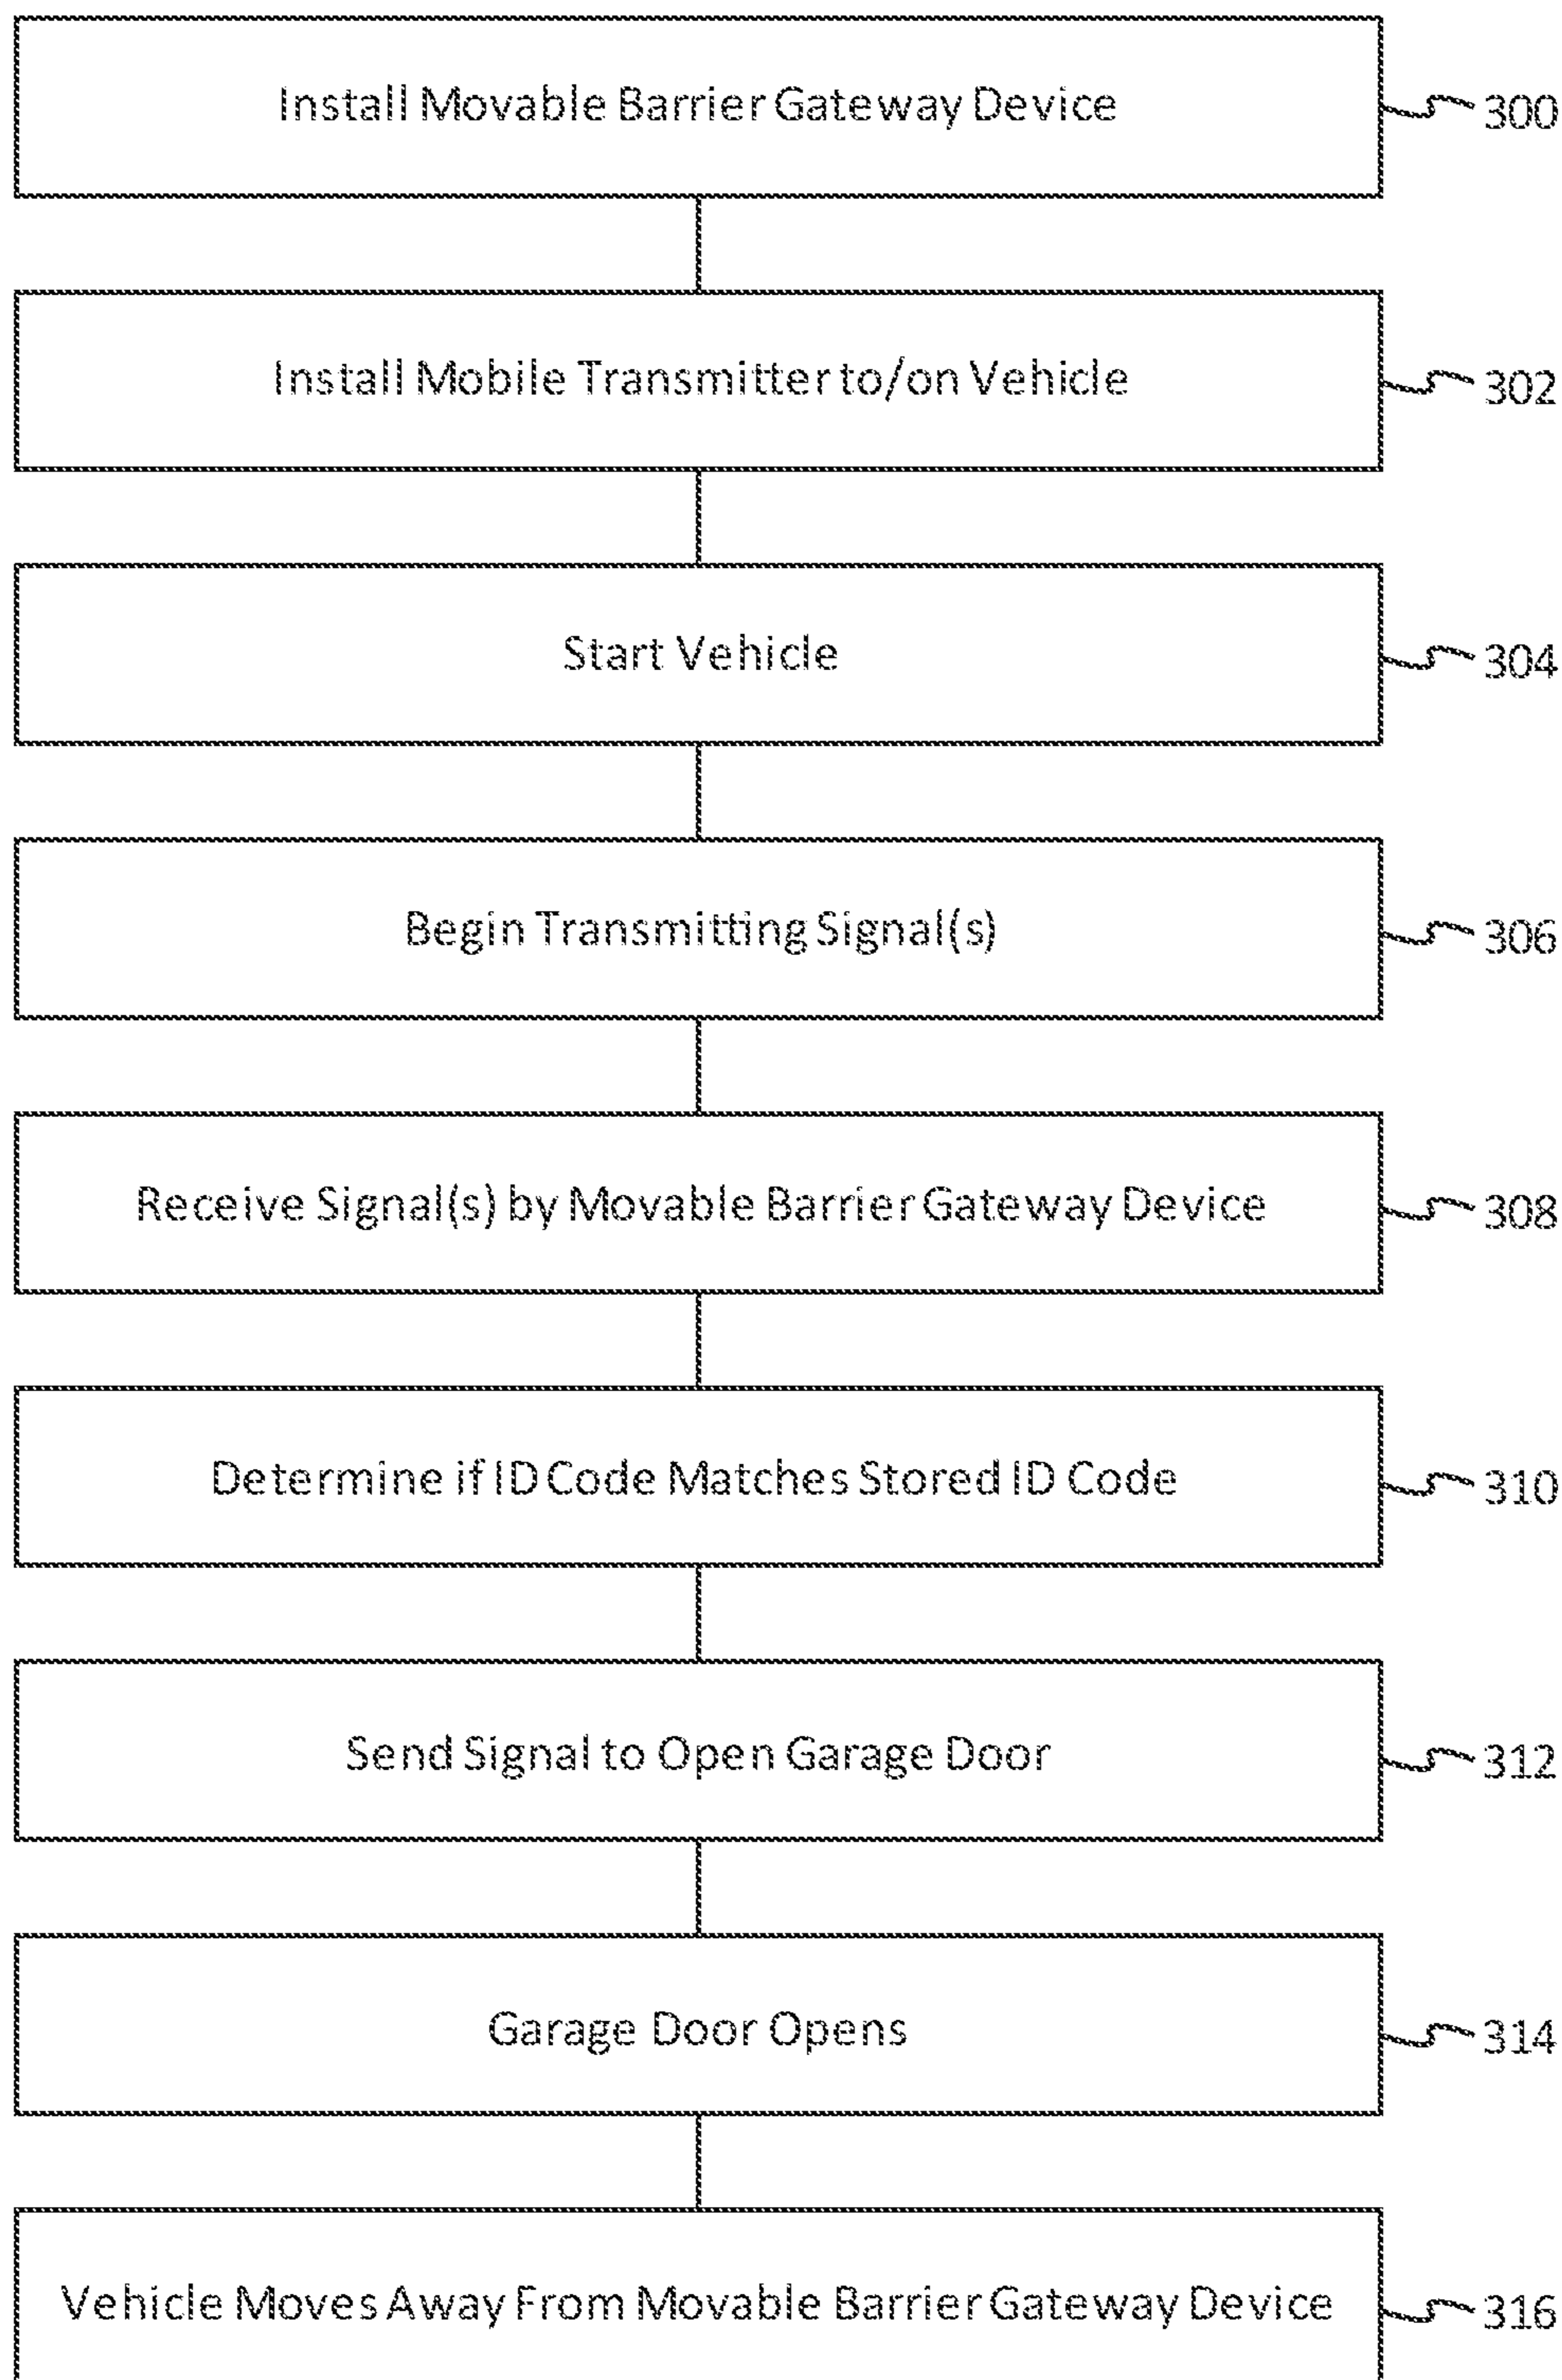 Install Movable Barrier Gateway Device 300
Install Mobile Transmitter to/on Vehicle 302
Start Vehicle 304
Begin Transmitting Signal(s) 306
Receive Signal(s) by Movable Barrier Gateway Device 308
Determine if ID Code Matches Stored ID Code 310
Send Signal to Open Garage Door 312
Garage Door Opens 314
Vehicle Moves Away From Movable Barrier Gateway Device 316